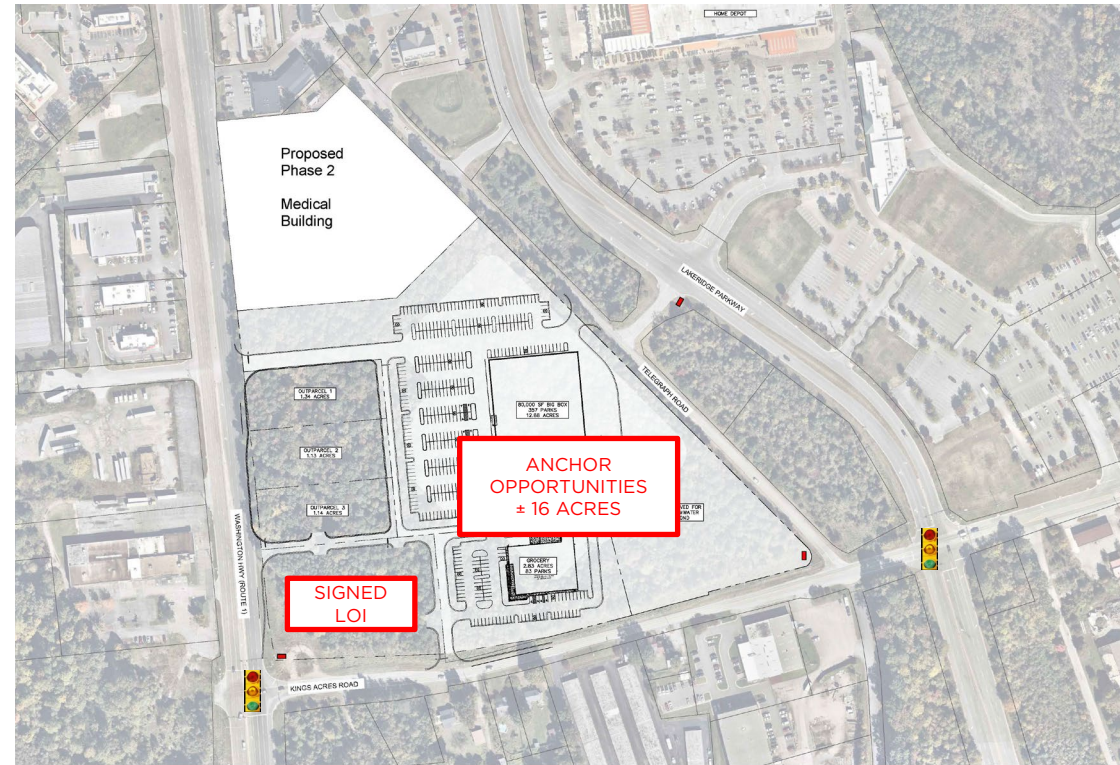 HOME DEPOT
Proposed
Phase 2
Medical
Building
LAKERIDGE PARKWAY
TELEGRAPH ROAD
OUTPARCEL 1
1.34 ACRES
80,000 SF BIG BOX
357 PARKS
12.88 ACRES
OUTPARCEL 2
1.13 ACRES
ANCHOR
OPPORTUNITIES
± 16 ACRES
OUTPARCEL 3
1.14 ACRES
GROCERY
2.83 ACRES
83 PARKS
WASHINGTON HWY (ROUTE 1)
SIGNED
LOI
KINGS ACRES ROAD